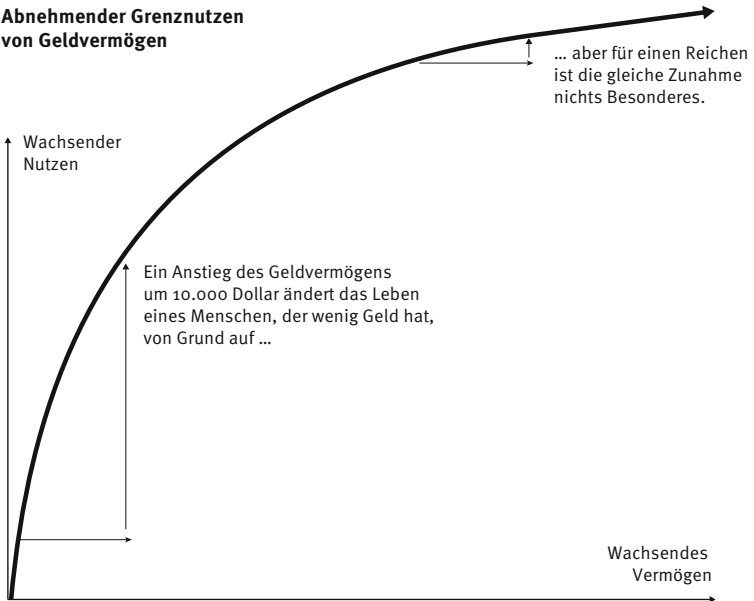 Abnehmender Grenznutzen
von Geldvermögen
… aber für einen Reichen
ist die gleiche Zunahme
nichts Besonderes.
Wachsender
Nutzen
Ein Anstieg des Geldvermögens
um 10.000 Dollar ändert das Leben
eines Menschen, der wenig Geld hat,
von Grund auf …
Wachsendes
Vermögen